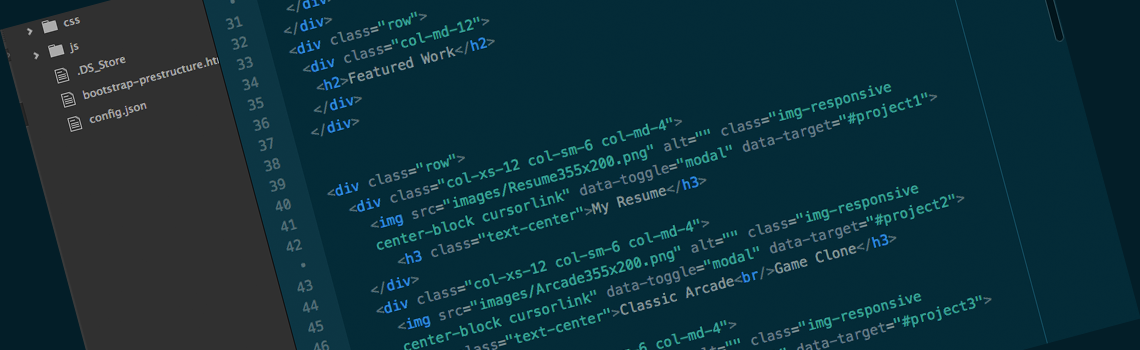 css
js
.DS_Store
bootstrap-prestructure.htm
config.json
31 </div>
32 </div>
33 <div class="row">
34 <div class="col-md-12">
35 <h2>Featured Work</h2>
36 </div>
37 </div>
38
39
40 <div class="row">
41 <div class="col-xs-12 col-sm-6 col-md-4">
42 <img src="images/Resume355x200.png" alt="" class="img-responsive
• center-block cursorlink" data-toggle="modal" data-target="#project1">
43 <h3 class="text-center">My Resume</h3>
44 </div>
45 <div class="col-xs-12 col-sm-6 col-md-4">
46 <img src="images/Arcade355x200.png" alt="" class="img-responsive
center-block cursorlink" data-toggle="modal" data-target="#project2">
class="text-center">Classic Arcade<br/>Game Clone</h3>
col-sm-6 col-md-4">
alt="" class="img-responsive
data-target="#project3">